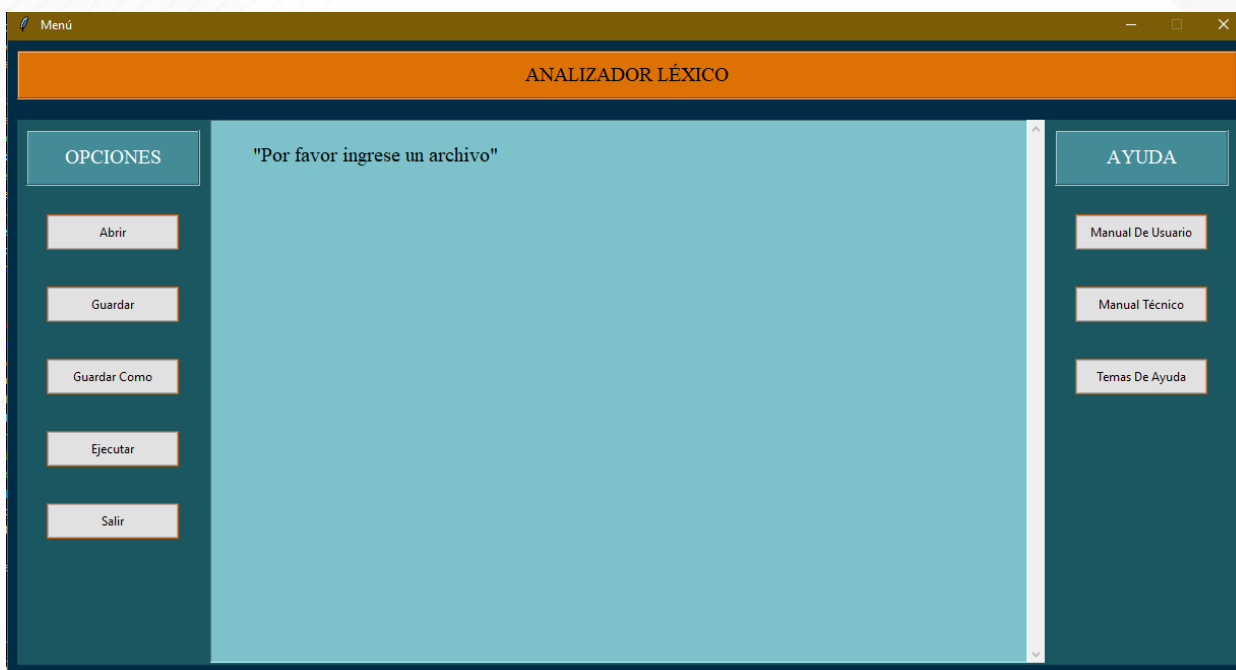 Menú
ANALIZADOR LÉXICO
OPCIONES
Abrir
Guardar
Guardar Como
Ejecutar
Salir
"Por favor ingrese un archivo"
AYUDA
Manual De Usuario
Manual Técnico
Temas De Ayuda